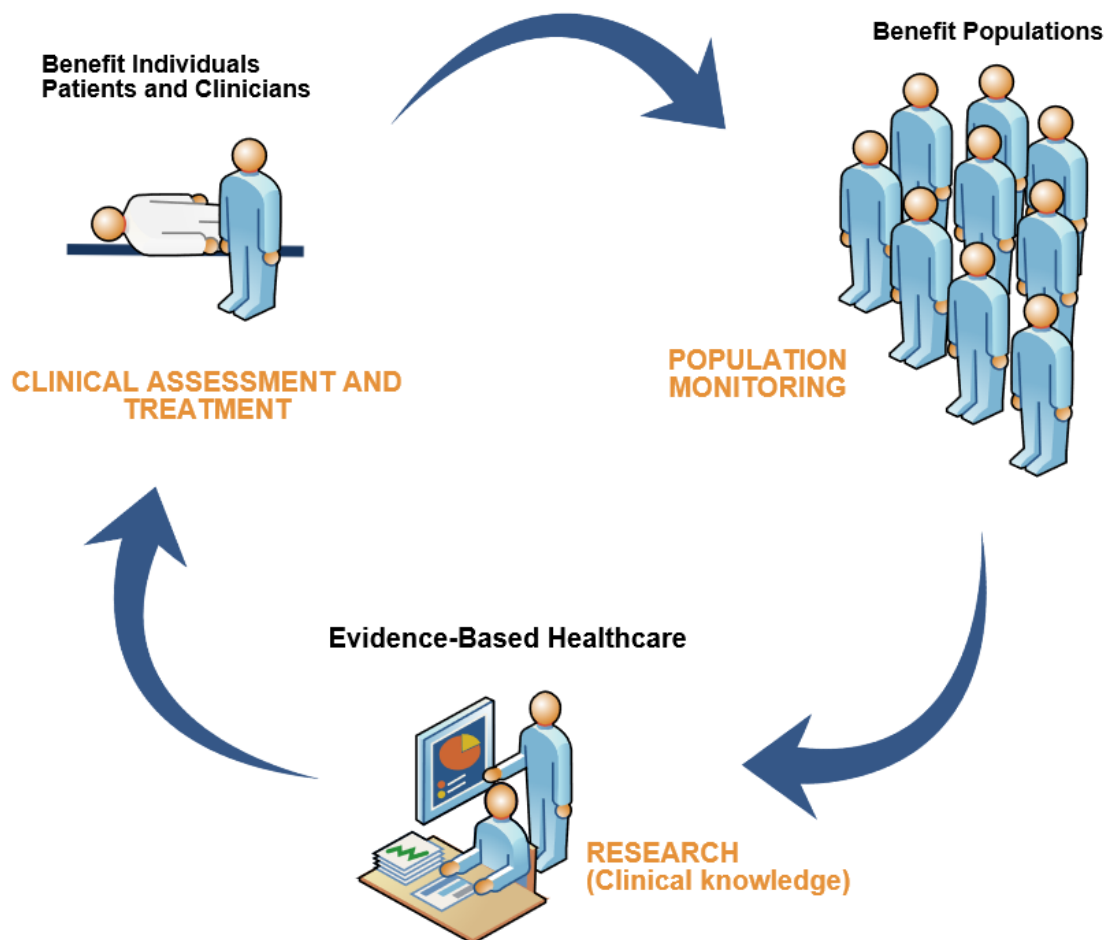 Benefit Individuals
Patients and Clinicians
Benefit Populations
CLINICAL ASSESSMENT AND
TREATMENT
POPULATION
MONITORING
Evidence-Based Healthcare
RESEARCH
(Clinical knowledge)